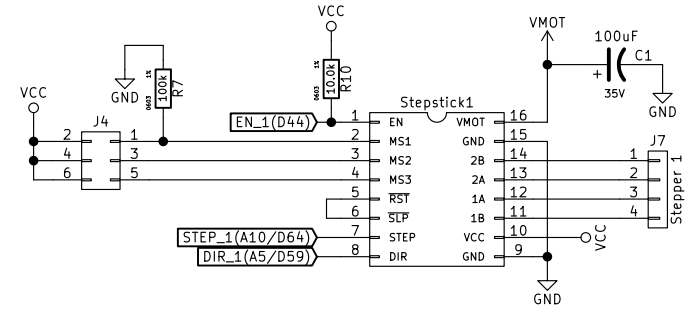 VCC
VMOT
100uF
C1
+
35V
GND
GND
0603 1%
100k
R7
0603 1%
10.0k
R10
VCC
J4
2 1
4 3
6 5
Stepstick1
EN_1(D44) 1 EN VMOT 16
2 MS1 GND 15
3 MS2 2B 14
4 MS3 2A 13
5 RST 1A 12
6 SLP 1B 11
STEP_1(A10/D64) 7 STEP VCC 10 VCC
DIR_1(A5/D59) 8 DIR GND 9
GND
J7
1
2
3
4
Stepper 1